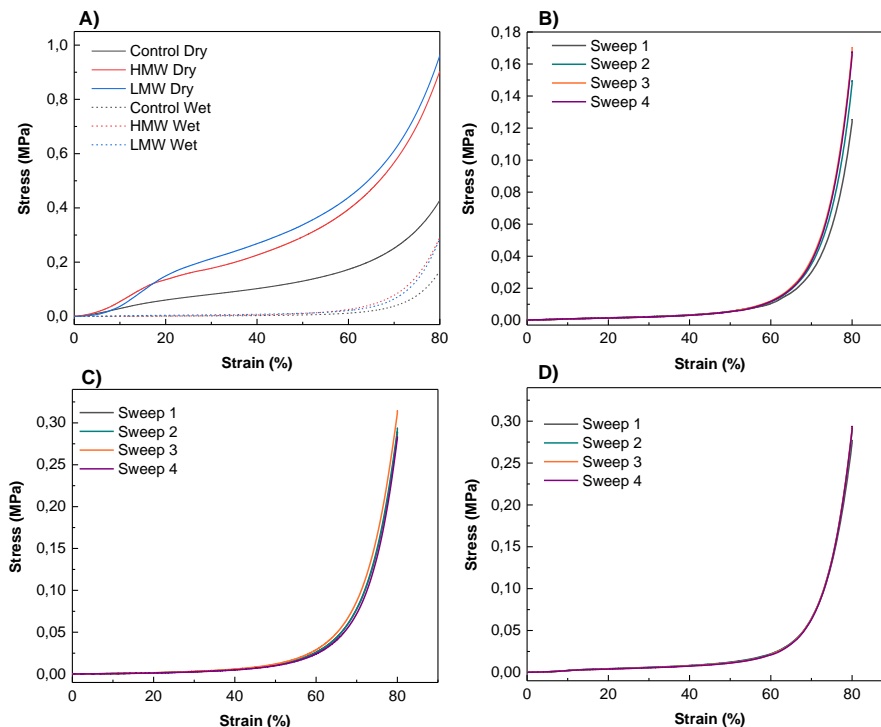 A)
1,0
0,8
0,6
0,4
0,2
0,0
Stress (MPa)
Control Dry
HMW Dry
LMW Dry
Control Wet
HMW Wet
LMW Wet
0 20 40 60 80
Strain (%)
B)
0,18
0,16
0,14
0,12
0,10
0,08
0,06
0,04
0,02
0,00
Stress (MPa)
Sweep 1
Sweep 2
Sweep 3
Sweep 4
0 20 40 60 80 100
Strain (%)
C)
0,30
0,25
0,20
0,15
0,10
0,05
0,00
Stress (MPa)
Sweep 1
Sweep 2
Sweep 3
Sweep 4
0 20 40 60 80
Strain (%)
D)
0,30
0,25
0,20
0,15
0,10
0,05
0,00
Stress (MPa)
Sweep 1
Sweep 2
Sweep 3
Sweep 4
0 20 40 60 80 100
Strain (%)